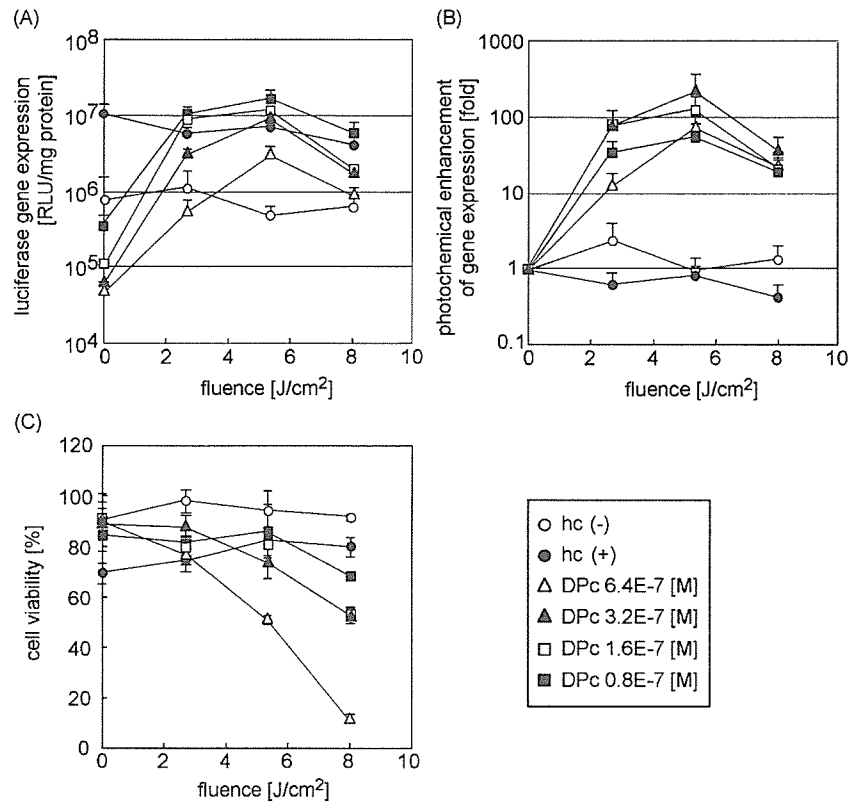 (A)
luciferase gene expression
[RLU/mg protein]
10⁸
10⁷
10⁶
10⁵
10⁴
0 2 4 6 8 10
fluence [J/cm²]
(B)
photochemical enhancement
of gene expression [fold]
1000
100
10
1
0.1
0 2 4 6 8 10
fluence [J/cm²]
(C)
cell viability [%]
120
100
80
60
40
20
0
0 2 4 6 8 10
fluence [J/cm²]
hc (-)
hc (+)
DPc 6.4E-7 [M]
DPc 3.2E-7 [M]
DPc 1.6E-7 [M]
DPc 0.8E-7 [M]